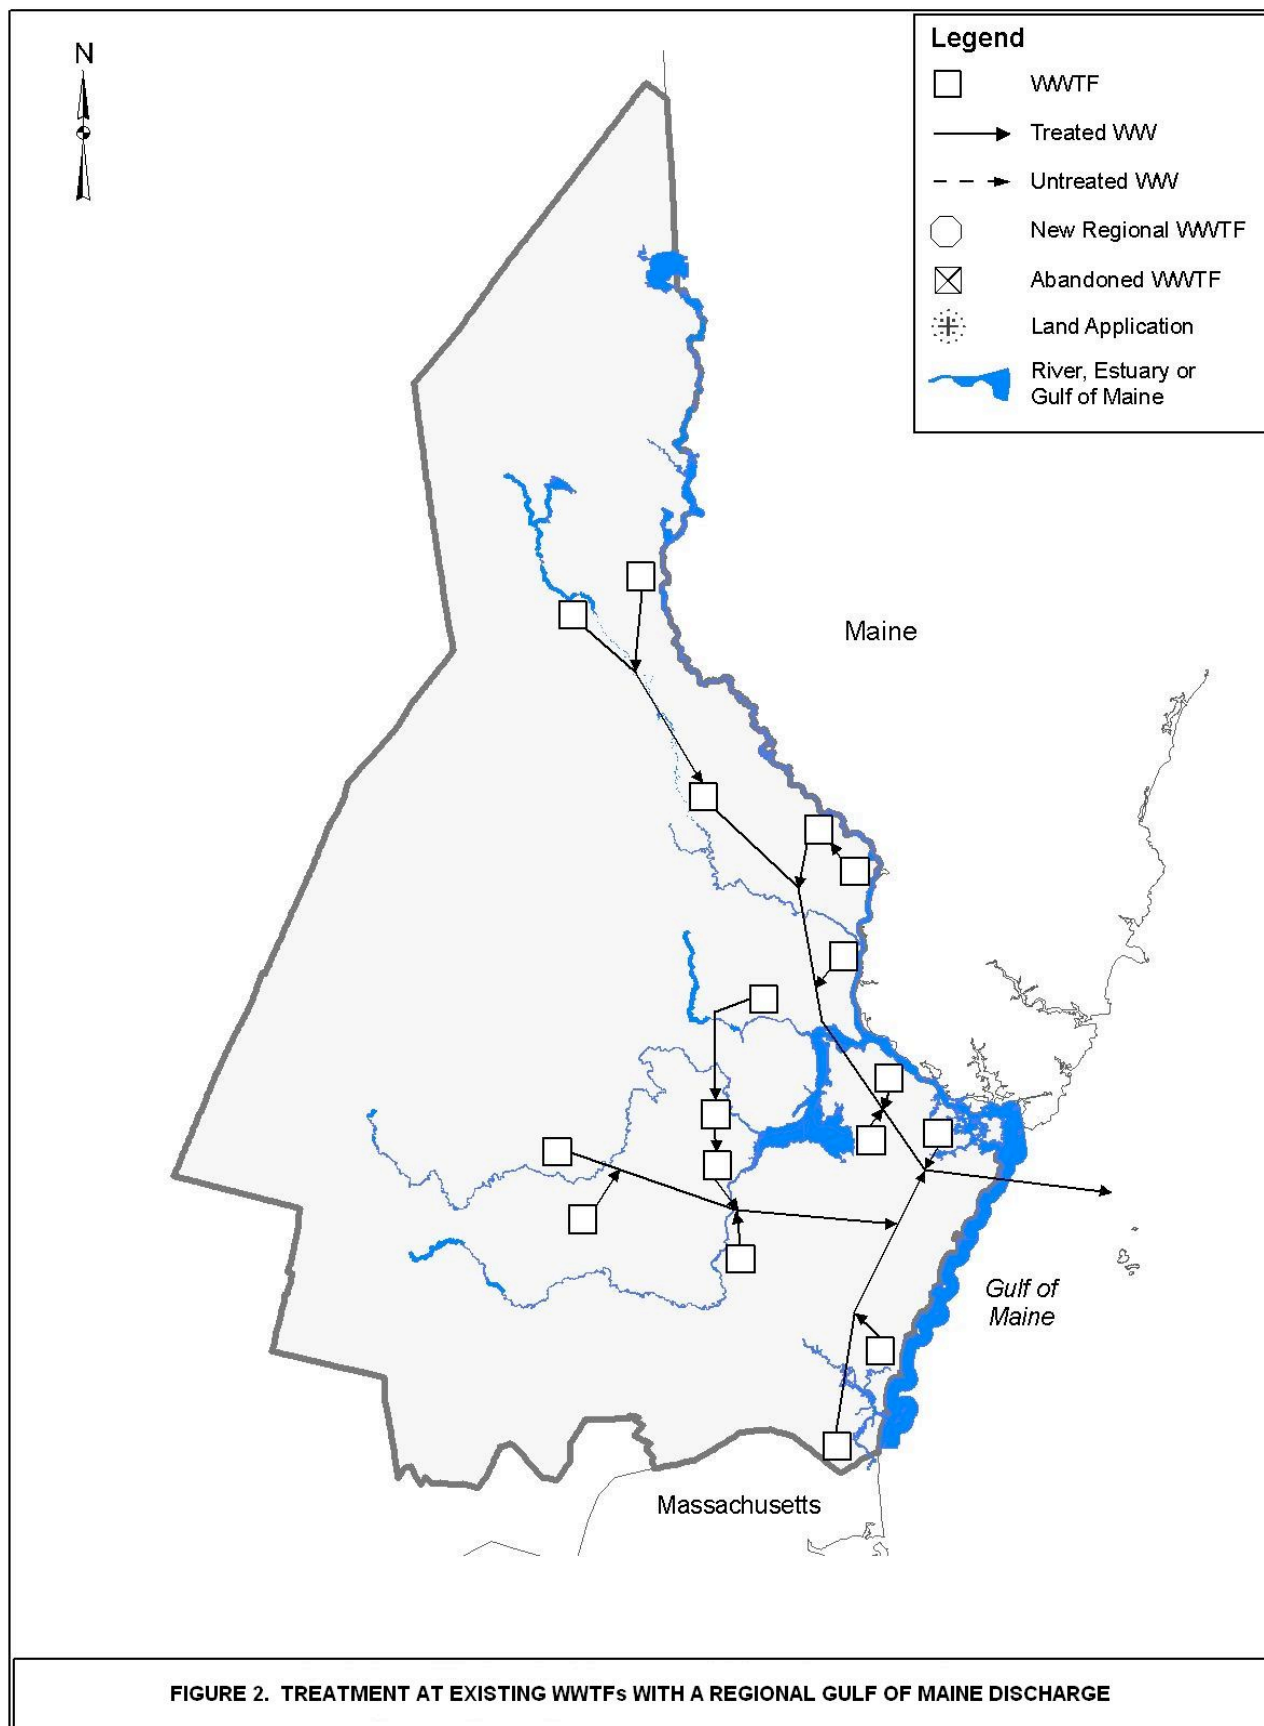 N
Legend
WWTF
Treated WW
Untreated WW
New Regional WWTF
Abandoned WWTF
Land Application
River, Estuary or
Gulf of Maine
Maine
Gulf of
Maine
Massachusetts
FIGURE 2. TREATMENT AT EXISTING WWTFs WITH A REGIONAL GULF OF MAINE DISCHARGE